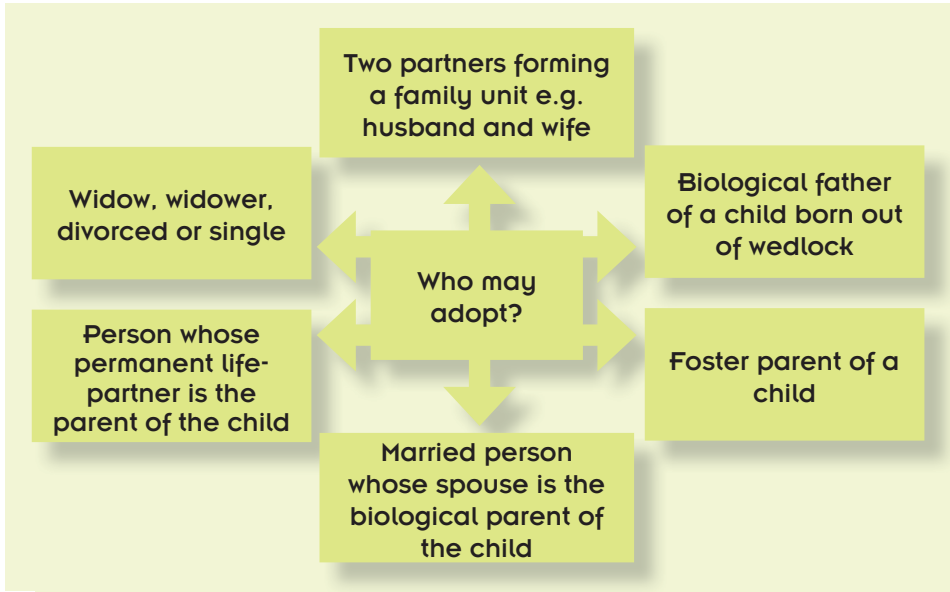 Two partners forming
a family unit e.g.
husband and wife
Widow, widower,
divorced or single
Biological father
of a child born out
of wedlock
Who may
adopt?
Person whose
permanent life-
partner is the
parent of the child
Foster parent of a
child
Married person
whose spouse is the
biological parent of
the child